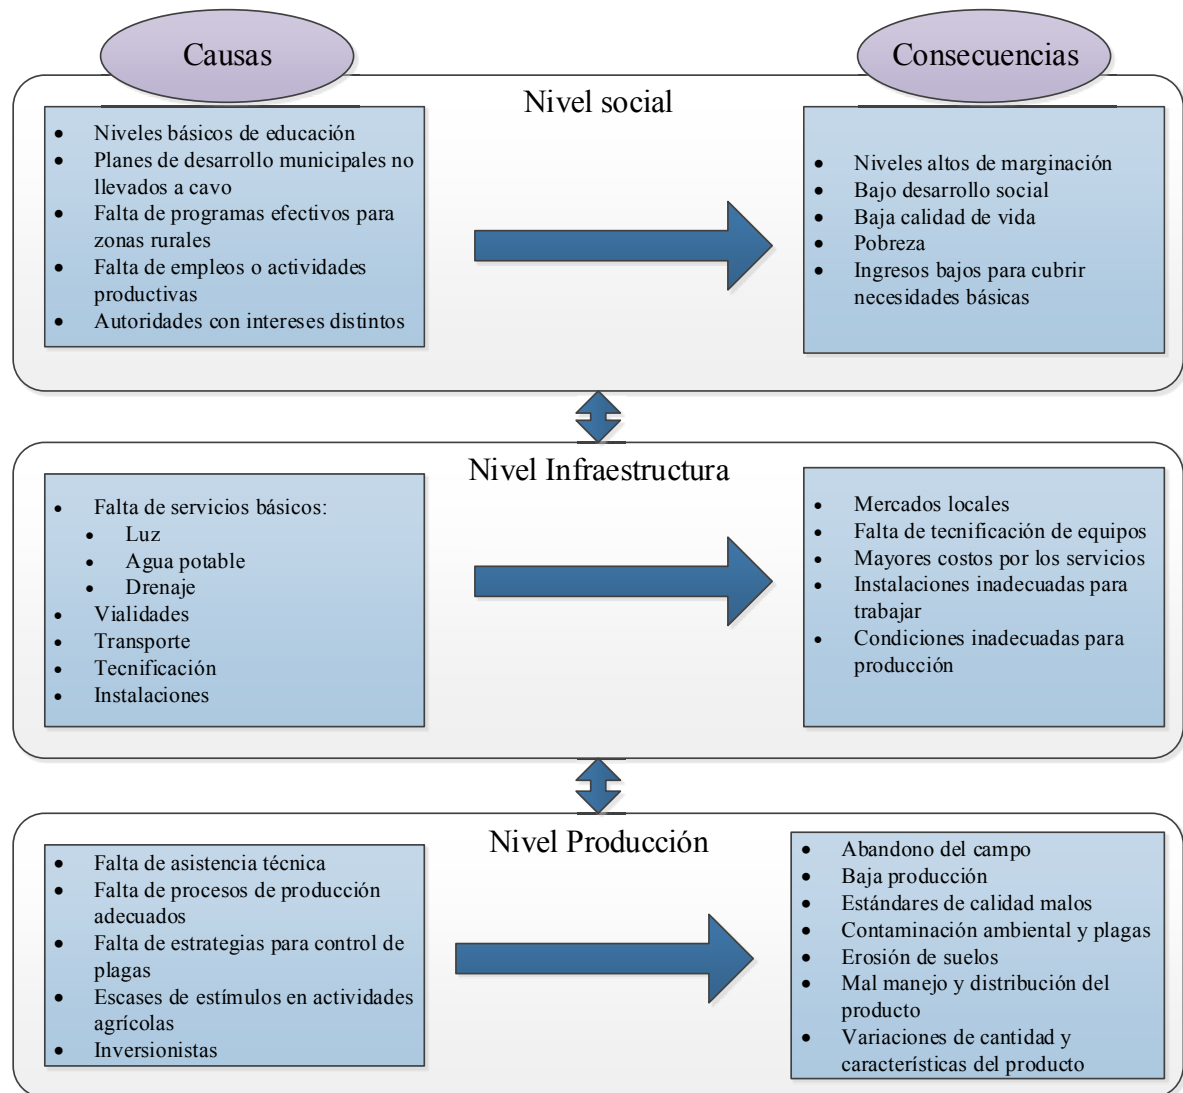 Causas
Consecuencias
Nivel social
• Niveles básicos de educación
• Planes de desarrollo municipales no
llevados a cavo
• Falta de programas efectivos para
zonas rurales
• Falta de empleos o actividades
productivas
• Autoridades con intereses distintos
• Niveles altos de marginación
• Bajo desarrollo social
• Baja calidad de vida
• Pobreza
• Ingresos bajos para cubrir
necesidades básicas
Nivel Infraestructura
• Falta de servicios básicos:
• Luz
• Agua potable
• Drenaje
• Vialidades
• Transporte
• Tecnificación
• Instalaciones
• Mercados locales
• Falta de tecnificación de equipos
• Mayores costos por los servicios
• Instalaciones inadecuadas para
trabajar
• Condiciones inadecuadas para
producción
Nivel Producción
• Falta de asistencia técnica
• Falta de procesos de producción
adecuados
• Falta de estrategias para control de
plagas
• Escases de estímulos en actividades
agrícolas
• Inversionistas
• Abandono del campo
• Baja producción
• Estándares de calidad malos
• Contaminación ambiental y plagas
• Erosión de suelos
• Mal manejo y distribución del
producto
• Variaciones de cantidad y
características del producto